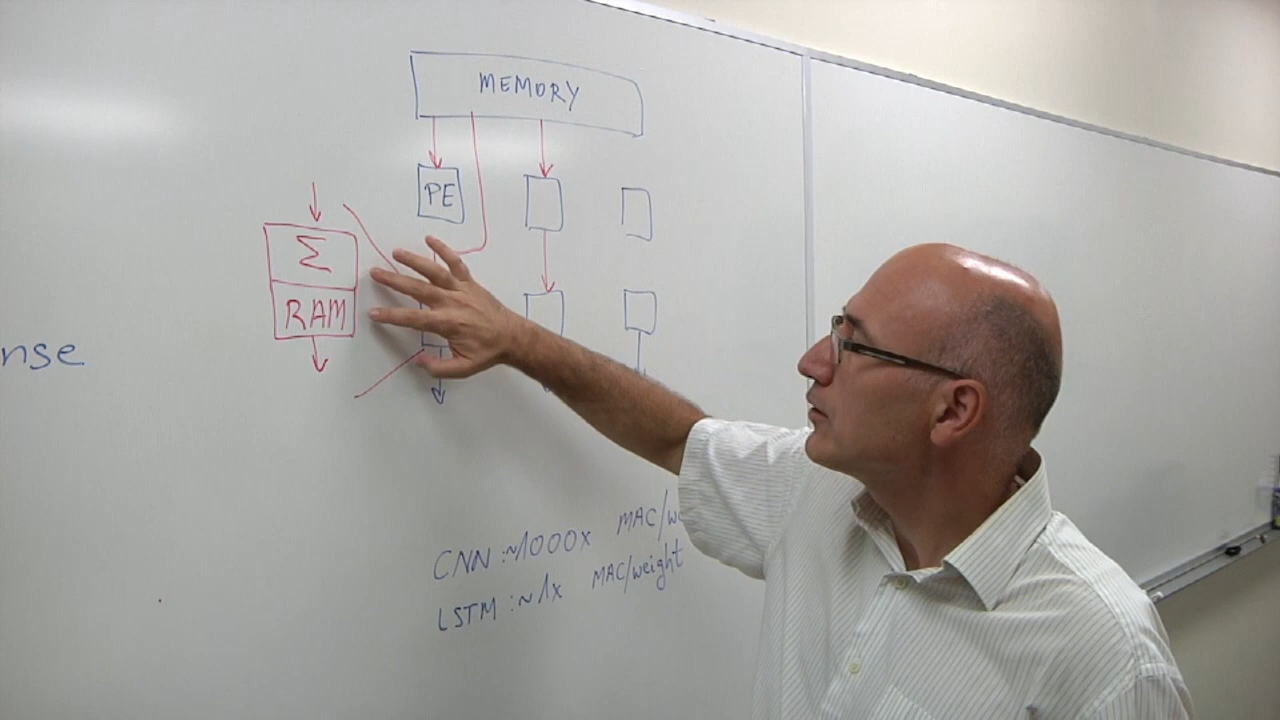 MEMORY
PE
Σ
RAM
nse
CNN : ~1000x MAC/w
LSTM : ~1x MAC/weight